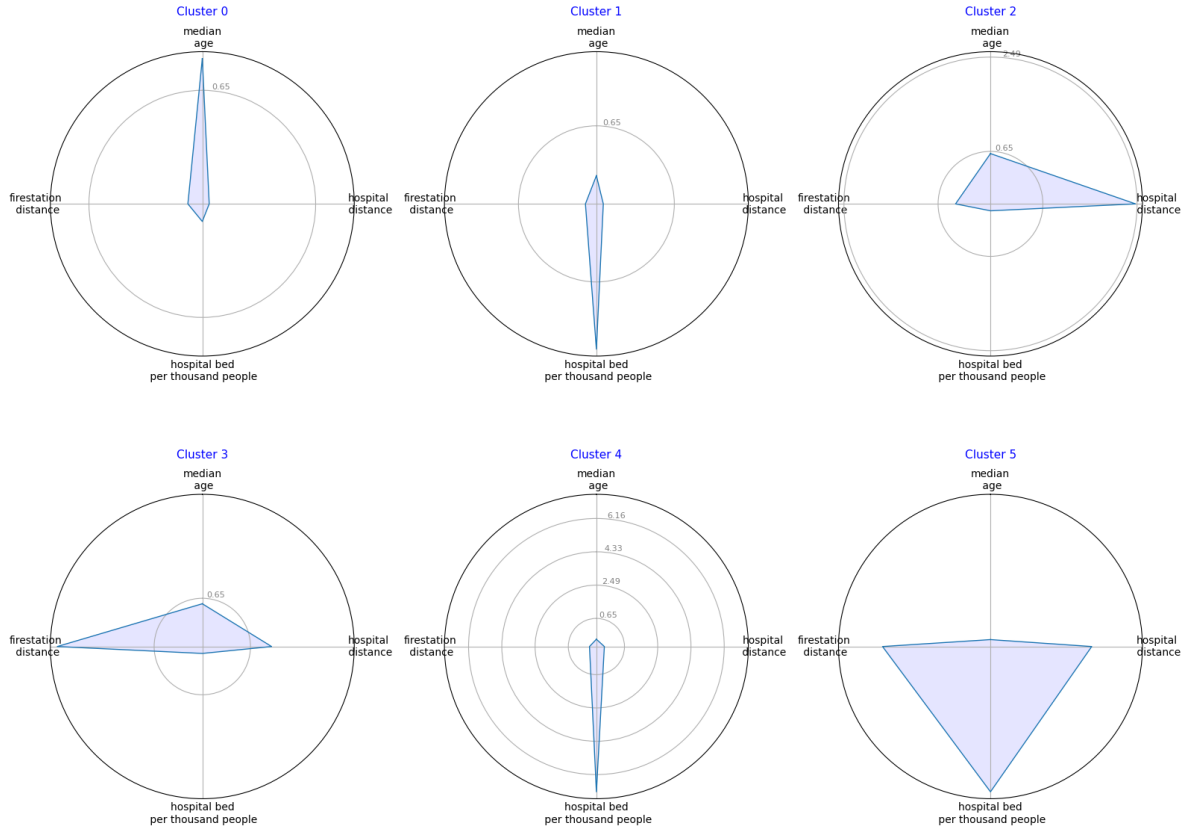 Cluster 0
median
age
0.65
firestation
distance
hospital
distance
hospital bed
per thousand people
Cluster 1
median
age
0.65
firestation
distance
hospital
distance
hospital bed
per thousand people
Cluster 2
median
age
2.49
0.65
firestation
distance
hospital
distance
hospital bed
per thousand people
Cluster 3
median
age
0.65
firestation
distance
hospital
distance
hospital bed
per thousand people
Cluster 4
median
age
6.16
4.33
2.49
0.65
firestation
distance
hospital
distance
hospital bed
per thousand people
Cluster 5
median
age
firestation
distance
hospital
distance
hospital bed
per thousand people